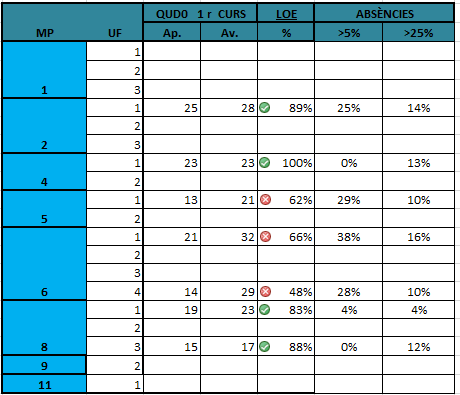 QUD0 1 r CURS LOE ABSÈNCIES
MP UF Ap. Av. % >5% >25%
1
2
1 3
1 25 28 89% 25% 14%
2
2 3
1 23 23 100% 0% 13%
4 2
1 13 21 62% 29% 10%
5 2
1 21 32 66% 38% 16%
2
3
6 4 14 29 48% 28% 10%
1 19 23 83% 4% 4%
2
8 3 15 17 88% 0% 12%
9 2
11 1